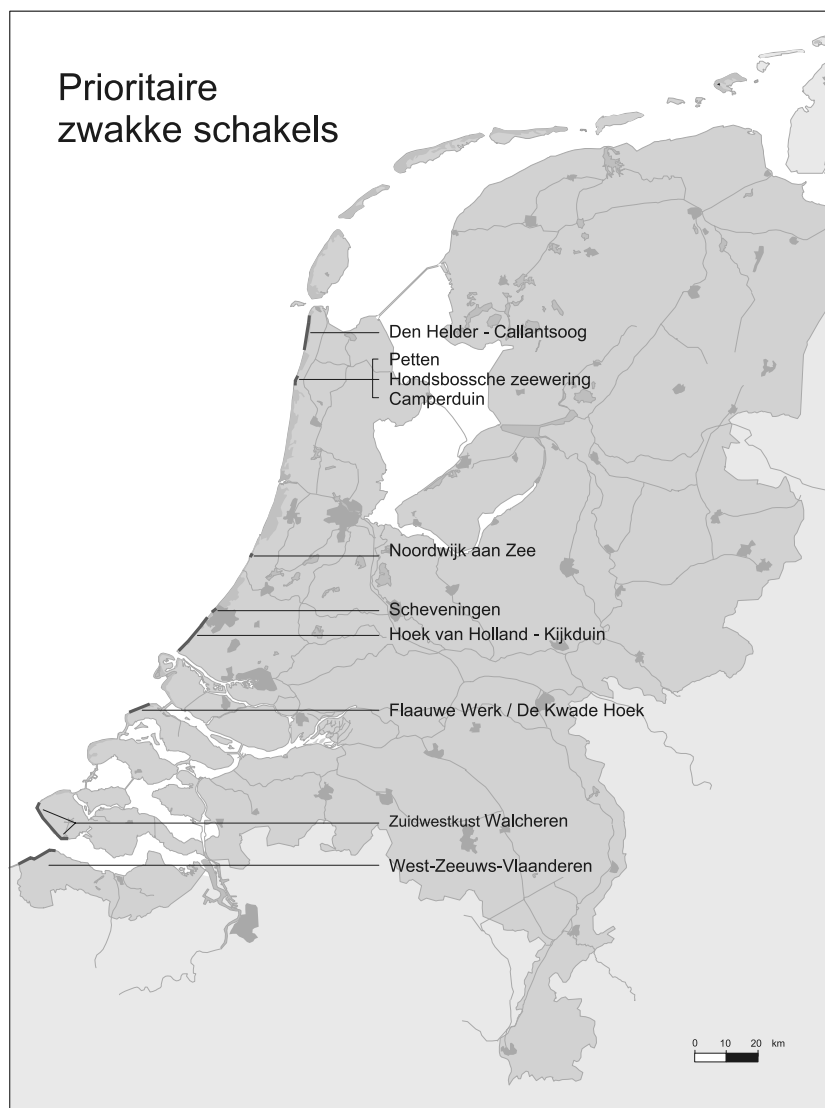 Prioritaire
zwakke schakels
Den Helder - Callantsoog
Petten
Hondsbossche zeewering
Camperduin
Noordwijk aan Zee
Scheveningen
Hoek van Holland - Kijkduin
Flaauwe Werk / De Kwade Hoek
Zuidwestkust Walcheren
West-Zeeuws-Vlaanderen
0 10 20 km